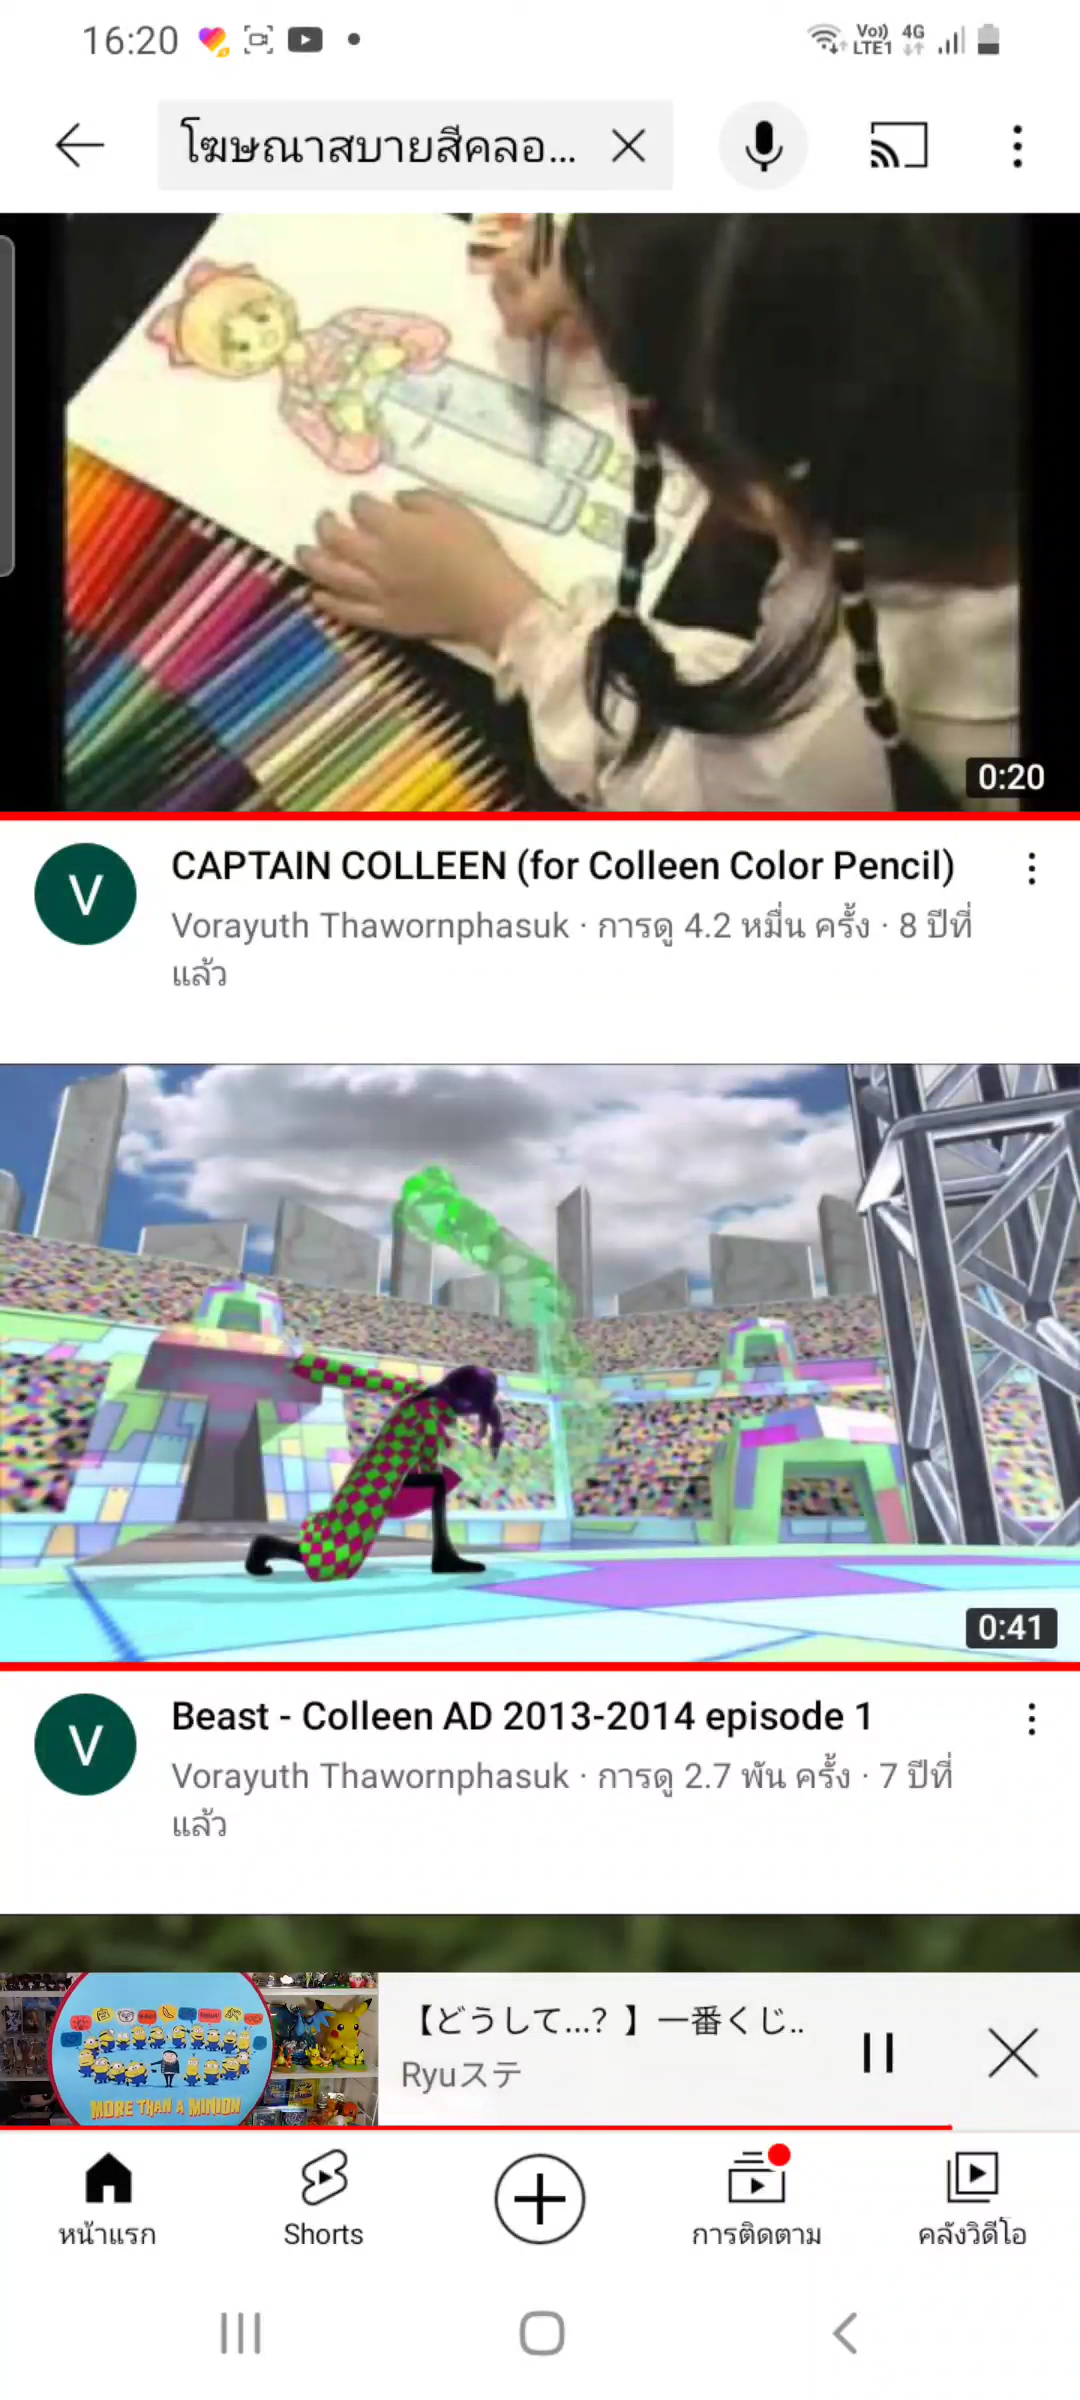 16:20
Vo)) LTE1 4G
โฆษณาสบายสีคลอ...
0:20
V
CAPTAIN COLLEEN (for Colleen Color Pencil)
Vorayuth Thawornphasuk · การดู 4.2 หมื่น ครั้ง · 8 ปีที่
แล้ว
0:41
V
Beast - Colleen AD 2013-2014 episode 1
Vorayuth Thawornphasuk · การดู 2.7 พัน ครั้ง · 7 ปีที่
แล้ว
MORE THAN A MINION
【どうして...? 】一番くじ..
Ryuステ
หน้าแรก
Shorts
การติดตาม
คลังวิดีโอ